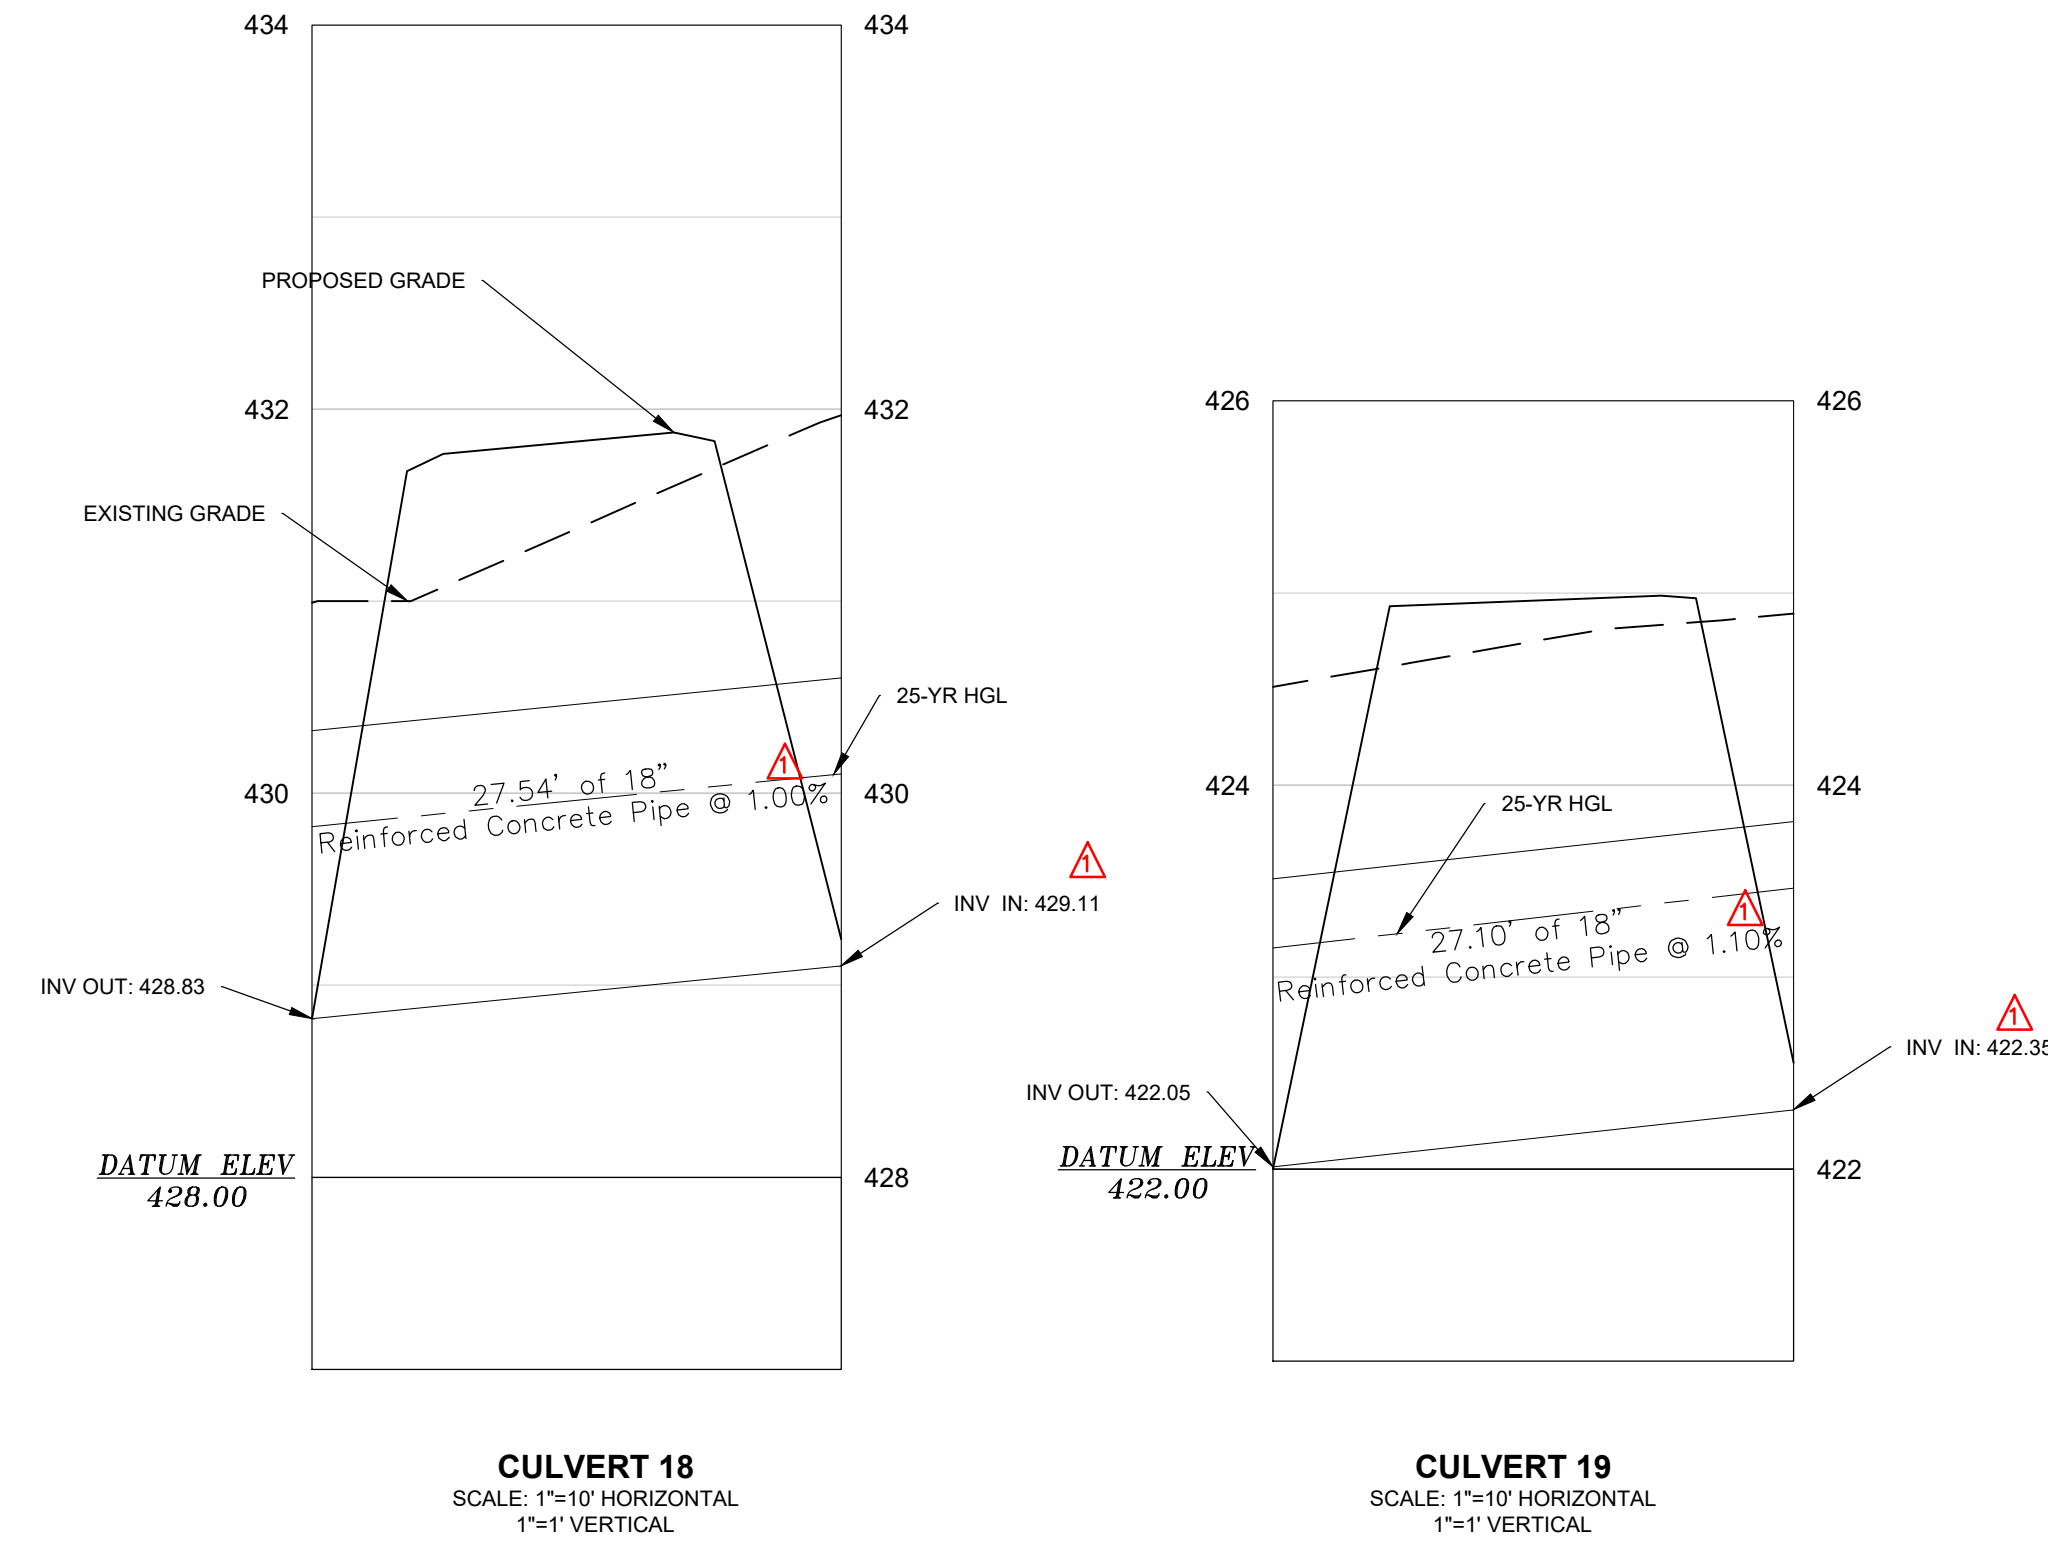 434
434
PROPOSED GRADE
432
432
EXISTING GRADE
25-YR HGL
1
27.54' of 18"
Reinforced Concrete Pipe @ 1.00%
430
430
1
INV IN: 429.11
INV OUT: 428.83
DATUM ELEV
428.00
428
CULVERT 18
SCALE: 1"=10' HORIZONTAL
1"=1' VERTICAL
426
426
424
424
25-YR HGL
1
27.10' of 18"
Reinforced Concrete Pipe @ 1.10%
1
INV IN: 422.35
INV OUT: 422.05
DATUM ELEV
422.00
422
CULVERT 19
SCALE: 1"=10' HORIZONTAL
1"=1' VERTICAL